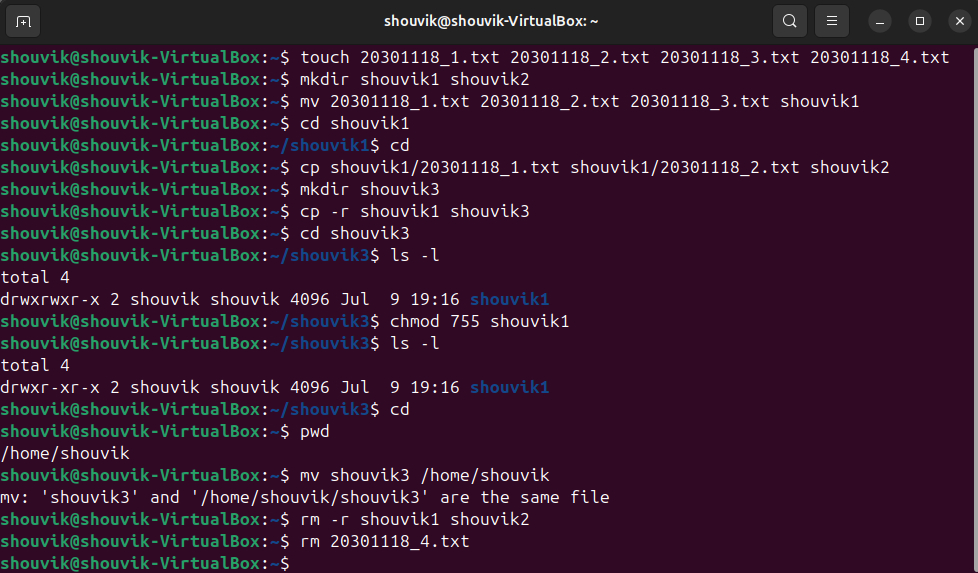 shouvik@shouvik-VirtualBox: ~
shouvik@shouvik-VirtualBox:~$ touch 20301118_1.txt 20301118_2.txt 20301118_3.txt 20301118_4.txt
shouvik@shouvik-VirtualBox:~$ mkdir shouvik1 shouvik2
shouvik@shouvik-VirtualBox:~$ mv 20301118_1.txt 20301118_2.txt 20301118_3.txt shouvik1
shouvik@shouvik-VirtualBox:~$ cd shouvik1
shouvik@shouvik-VirtualBox:~/shouvik1$ cd
shouvik@shouvik-VirtualBox:~$ cp shouvik1/20301118_1.txt shouvik1/20301118_2.txt shouvik2
shouvik@shouvik-VirtualBox:~$ mkdir shouvik3
shouvik@shouvik-VirtualBox:~$ cp -r shouvik1 shouvik3
shouvik@shouvik-VirtualBox:~$ cd shouvik3
shouvik@shouvik-VirtualBox:~/shouvik3$ ls -l
total 4
drwxrwxr-x 2 shouvik shouvik 4096 Jul  9 19:16 shouvik1
shouvik@shouvik-VirtualBox:~/shouvik3$ chmod 755 shouvik1
shouvik@shouvik-VirtualBox:~/shouvik3$ ls -l
total 4
drwxr-xr-x 2 shouvik shouvik 4096 Jul  9 19:16 shouvik1
shouvik@shouvik-VirtualBox:~/shouvik3$ cd
shouvik@shouvik-VirtualBox:~$ pwd
/home/shouvik
shouvik@shouvik-VirtualBox:~$ mv shouvik3 /home/shouvik
mv: 'shouvik3' and '/home/shouvik/shouvik3' are the same file
shouvik@shouvik-VirtualBox:~$ rm -r shouvik1 shouvik2
shouvik@shouvik-VirtualBox:~$ rm 20301118_4.txt
shouvik@shouvik-VirtualBox:~$